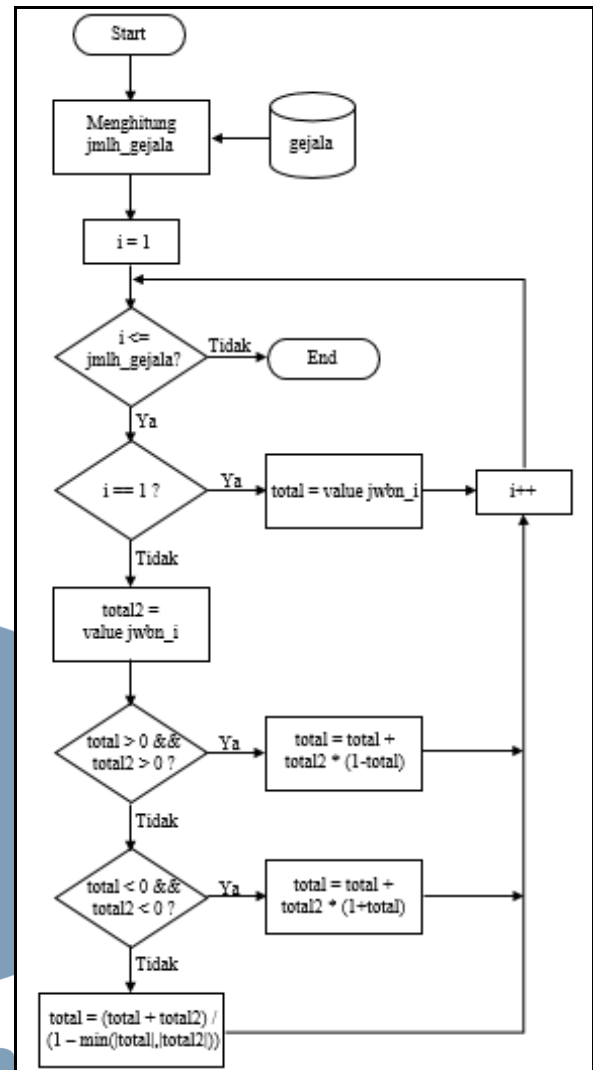 Start
Menghitung
jmlh_gejala
gejala
i = 1
i <=
jmlh_gejala?
Tidak
End
Ya
i == 1 ?
Ya
total = value jwbn_i
i++
Tidak
total2 =
value jwbn_i
total > 0 &&
total2 > 0 ?
Ya
total = total +
total2 * (1-total)
Tidak
total < 0 &&
total2 < 0 ?
Ya
total = total +
total2 * (1+total)
Tidak
total = (total + total2) /
(1 – min(|total|,|total2|))